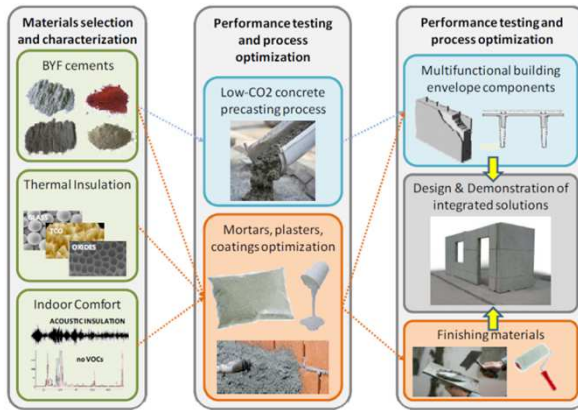 Materials selection
and characterization
BYF cements
Thermal Insulation
GLASS
TCO
OXIDES
Indoor Comfort
ACOUSTIC INSULATION
no VOCs
Performance testing
and process
optimization
Low-CO2 concrete
precasting process
Mortars, plasters,
coatings optimization
Performance testing and
process optimization
Multifunctional building
envelope components
Design & Demonstration of
integrated solutions
Finishing materials